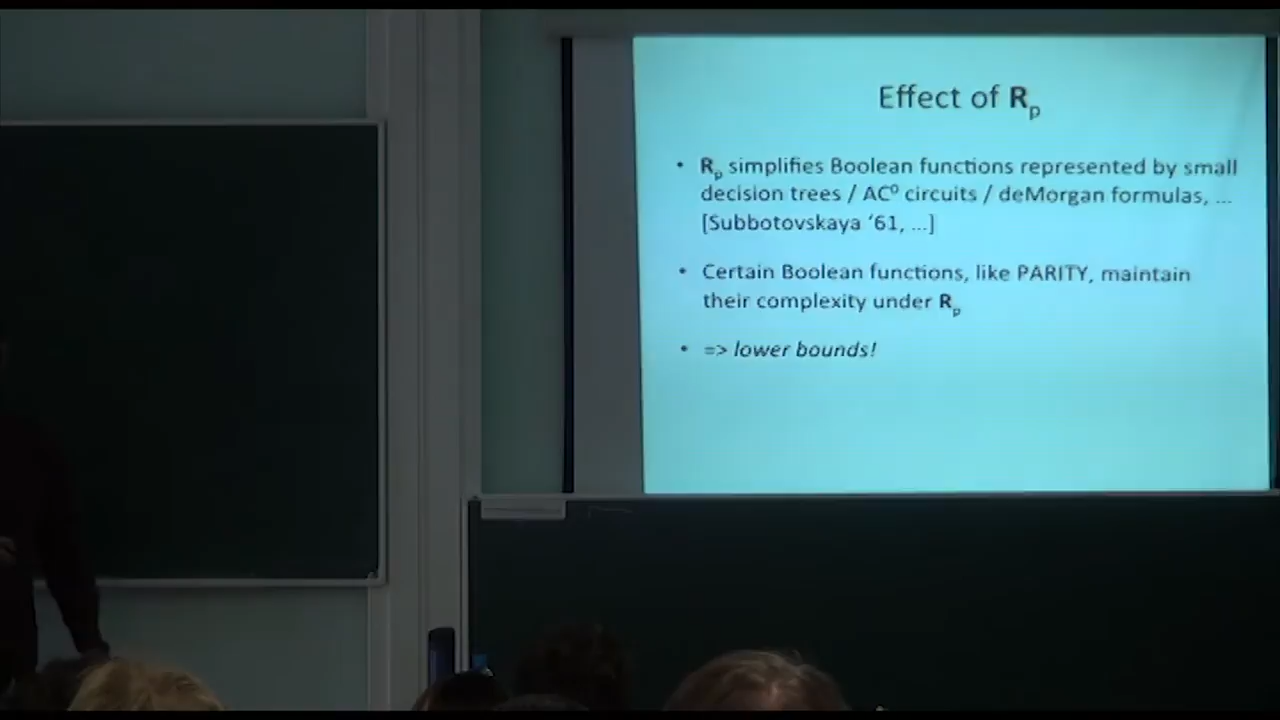 Effect of Rp
• Rp simplifies Boolean functions represented by small
decision trees / AC⁰ circuits / deMorgan formulas, ...
[Subbotovskaya ‘61, ...]
• Certain Boolean functions, like PARITY, maintain
their complexity under Rp
• => lower bounds!